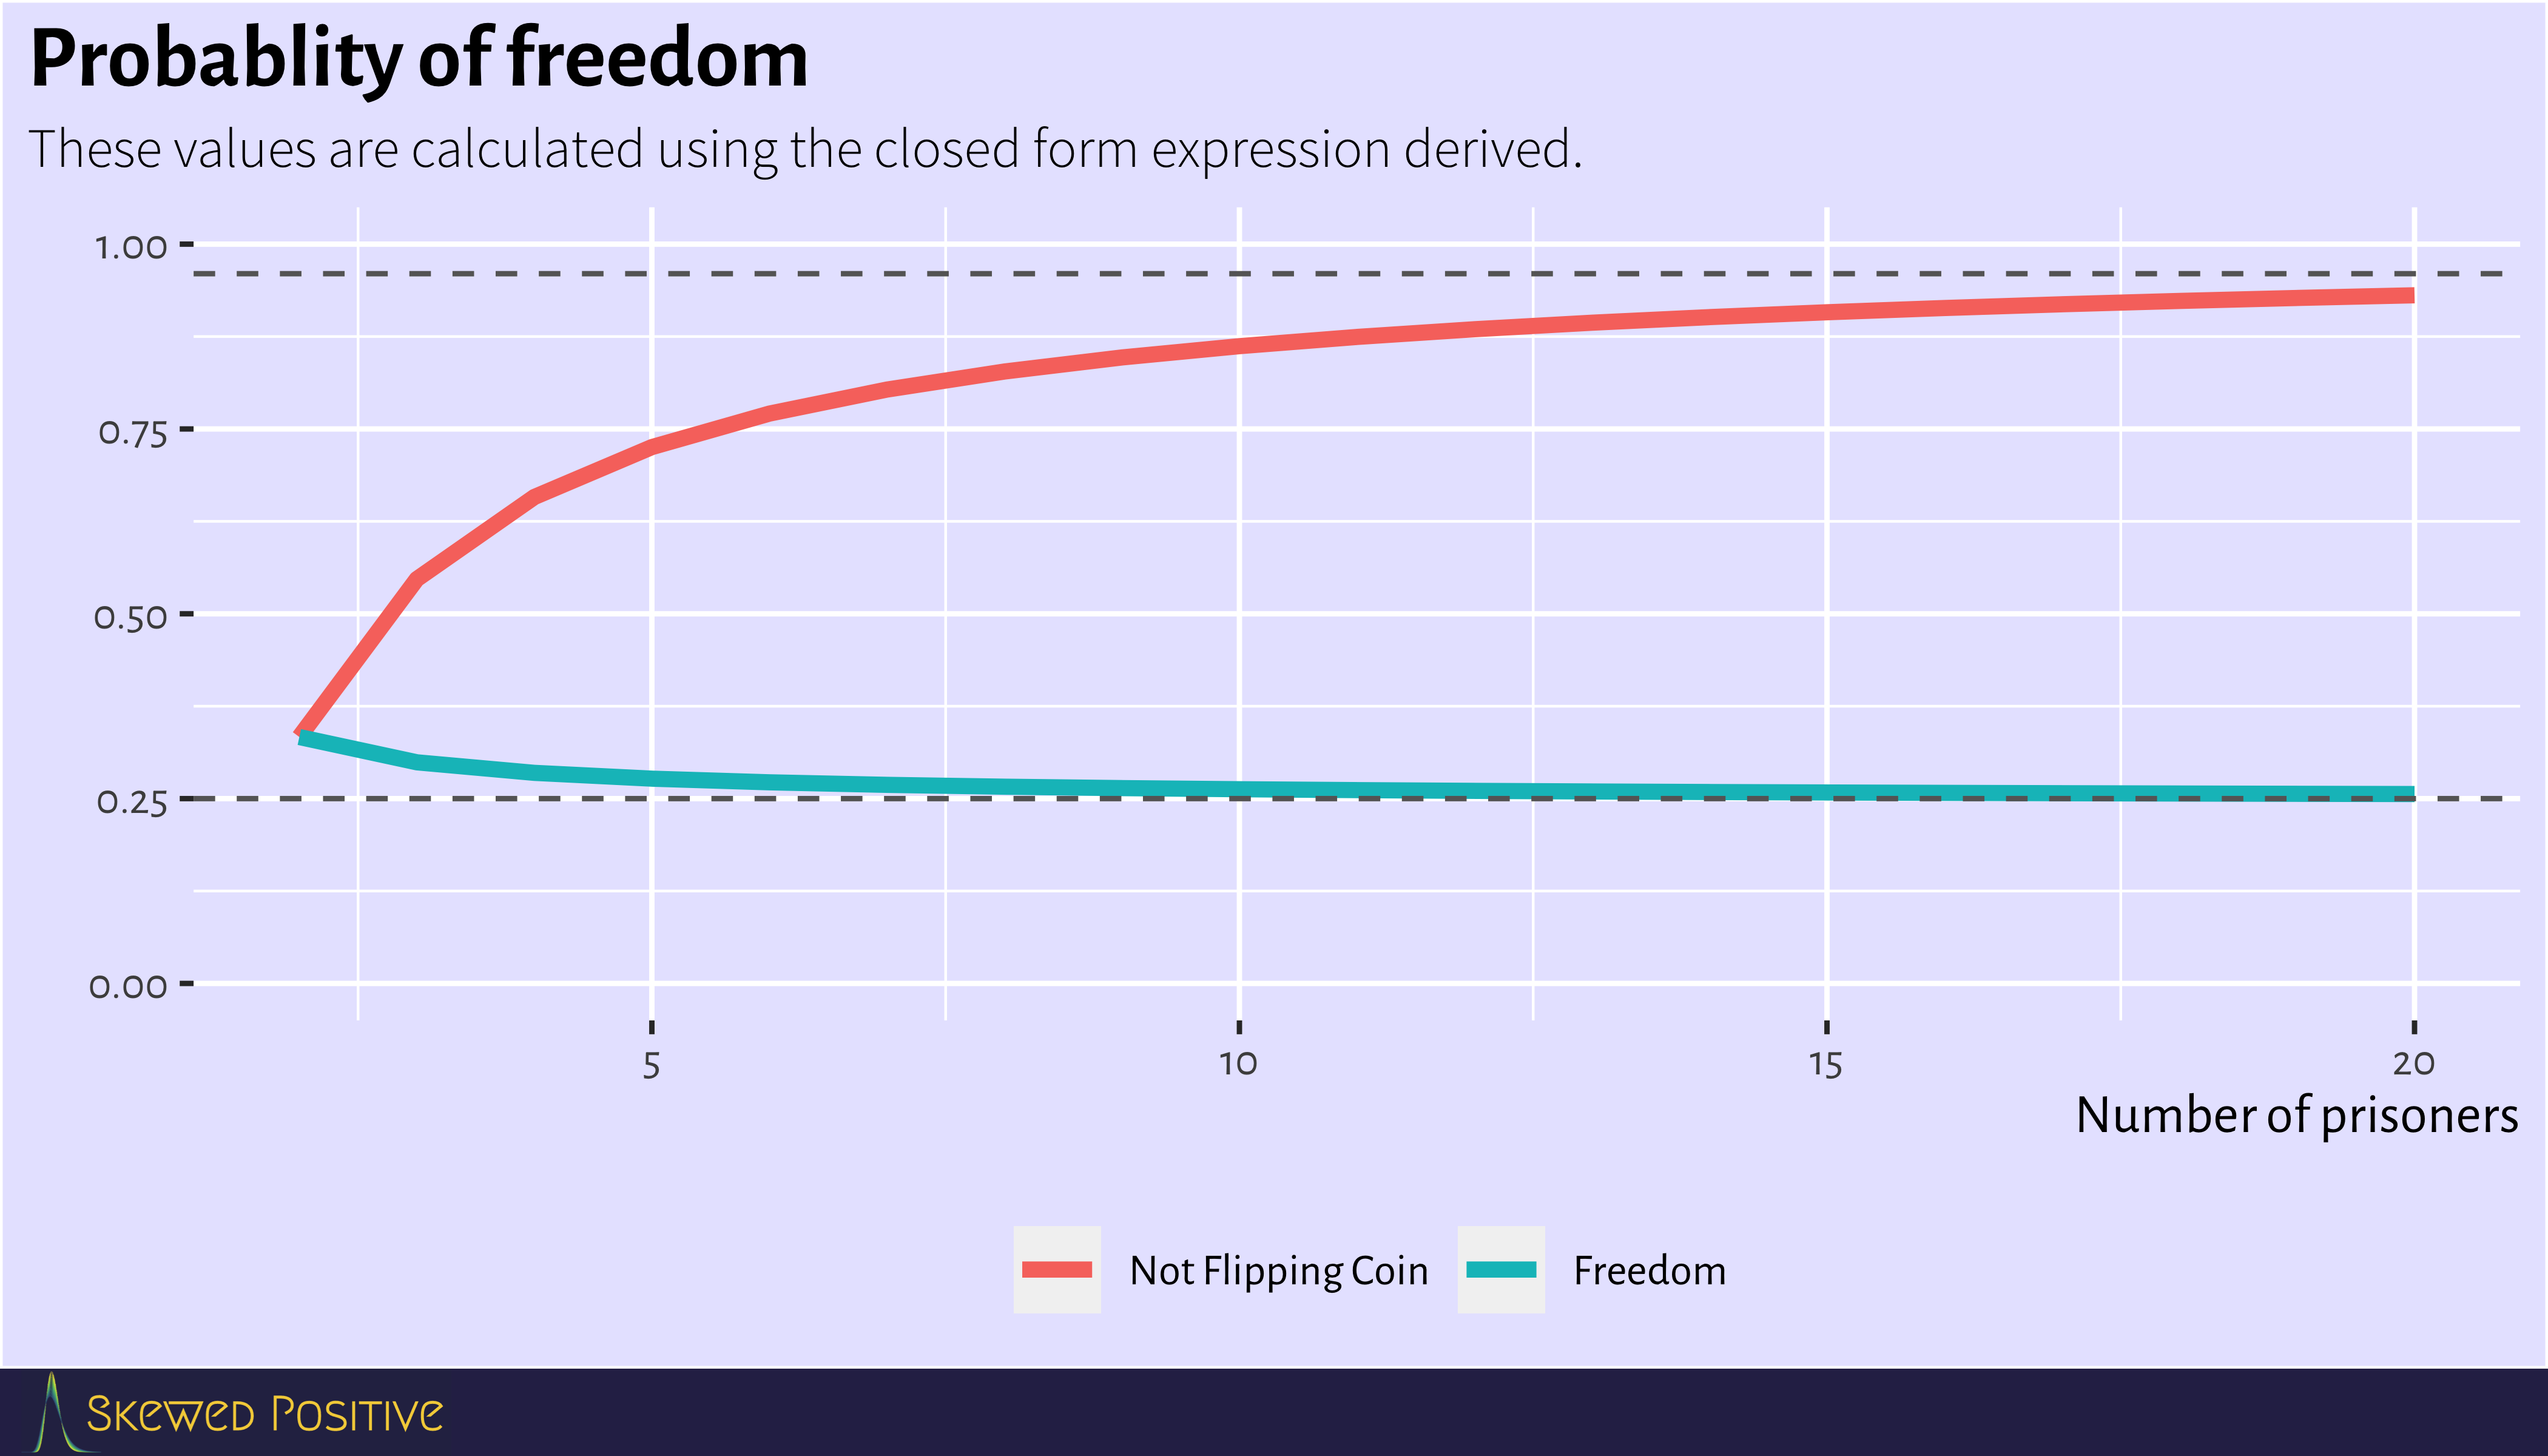 Probablity of freedom
These values are calculated using the closed form expression derived.
1.00
0.75
0.50
0.25
0.00
5 10 15 20
Number of prisoners
Not Flipping Coin Freedom
Skewed Positive